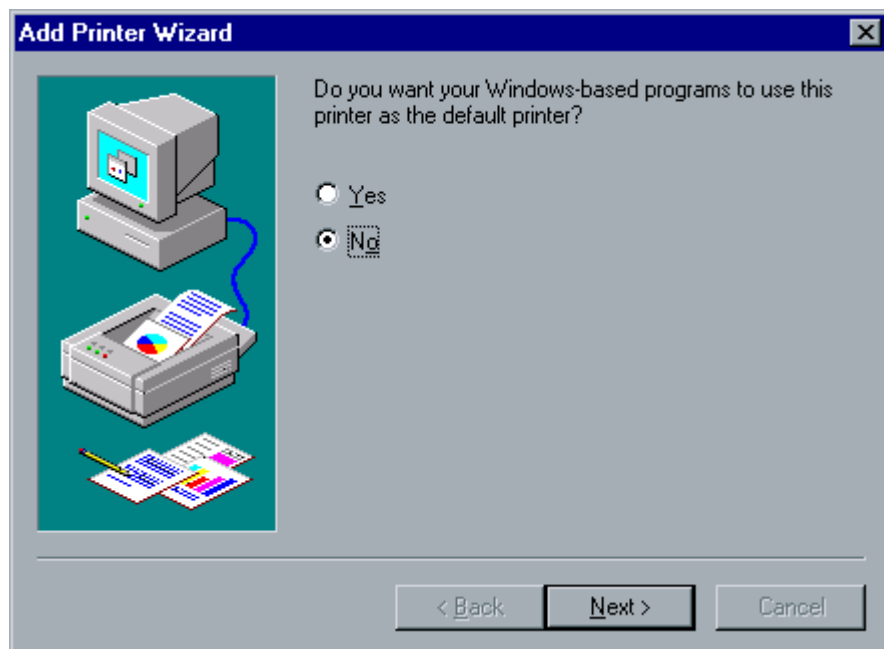 Add Printer Wizard
Do you want your Windows-based programs to use this
printer as the default printer?
Yes
No
< Back
Next >
Cancel